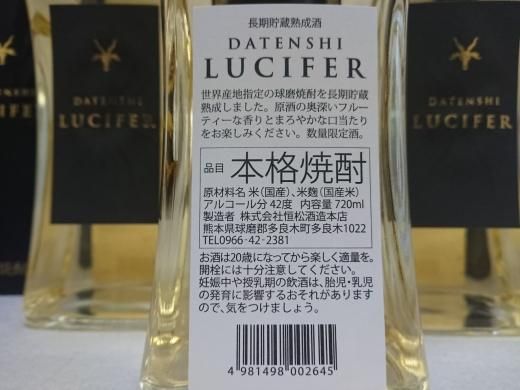 長期貯蔵熟成酒
DATENSHI
LUCIFER
世界産地指定の球磨焼酎を長期貯蔵
熟成しました。原酒の奥深いフルー
ティーな香りとまろやかな口当たり
をお楽しみください。数量限定酒。
品目 本格焼酎
原材料名 米(国産)、米麹(国産米)
アルコール分 42度 内容量 720ml
製造者 株式会社恒松酒造本店
熊本県球磨郡多良木町多良木1022
TEL0966-42-2381
お酒は20歳になってから楽しく適量を。
開栓には十分注意してください。
妊娠中や授乳期の飲酒は、胎児・乳児
の発育に影響するおそれがあります
ので、気をつけましょう。
4 981498 002645
DATENSHI
LUCIFER
DATENSHI
LUCIFER